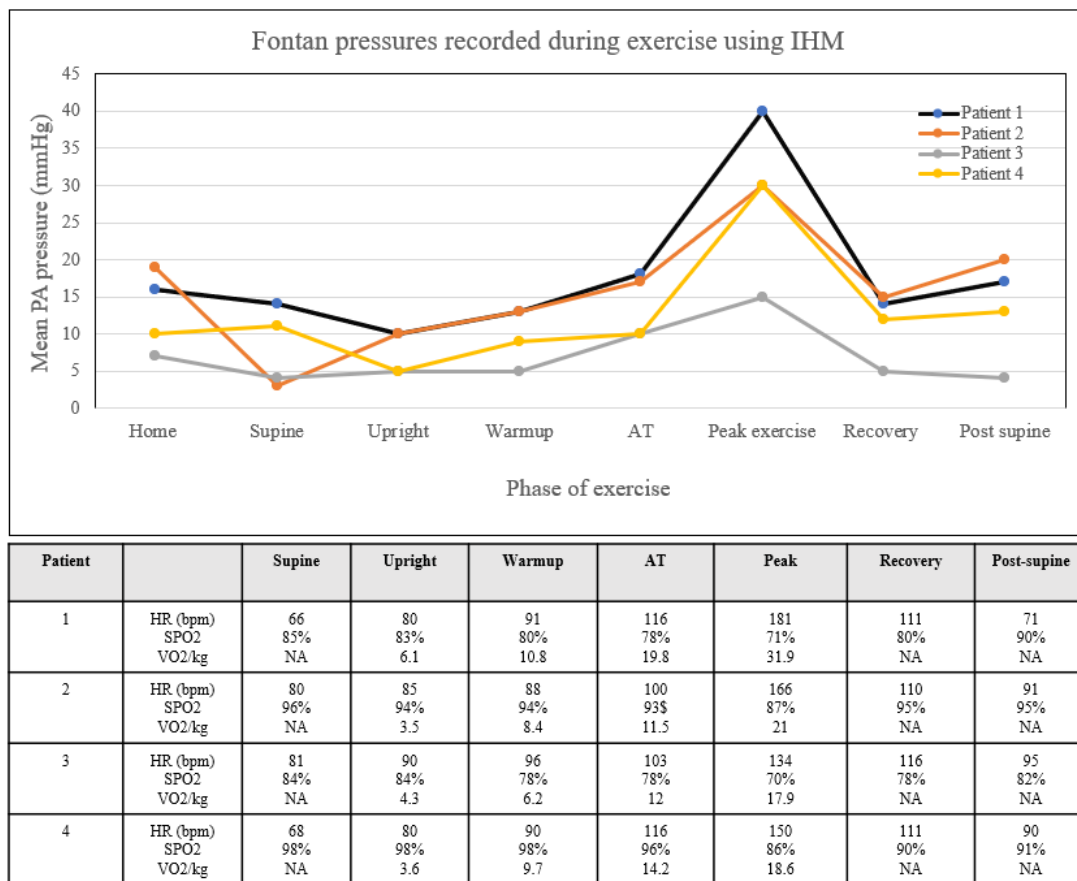 Fontan pressures recorded during exercise using IHM
45
40
35
30
25
20
15
10
5
0
Mean PA pressure (mmHg)
Patient 1
Patient 2
Patient 3
Patient 4
Home Supine Upright Warmup AT Peak exercise Recovery Post supine
Phase of exercise
Patient Supine Upright Warmup AT Peak Recovery Post-supine
1 HR (bpm) 66 80 91 116 181 111 71
SPO2 85% 83% 80% 78% 71% 80% 90%
VO2/kg NA 6.1 10.8 19.8 31.9 NA NA
2 HR (bpm) 80 85 88 100 166 110 91
SPO2 96% 94% 94% 93$ 87% 95% 95%
VO2/kg NA 3.5 8.4 11.5 21 NA NA
3 HR (bpm) 81 90 96 103 134 116 95
SPO2 84% 84% 78% 78% 70% 78% 82%
VO2/kg NA 4.3 6.2 12 17.9 NA NA
4 HR (bpm) 68 80 90 116 150 111 90
SPO2 98% 98% 98% 96% 86% 90% 91%
VO2/kg NA 3.6 9.7 14.2 18.6 NA NA